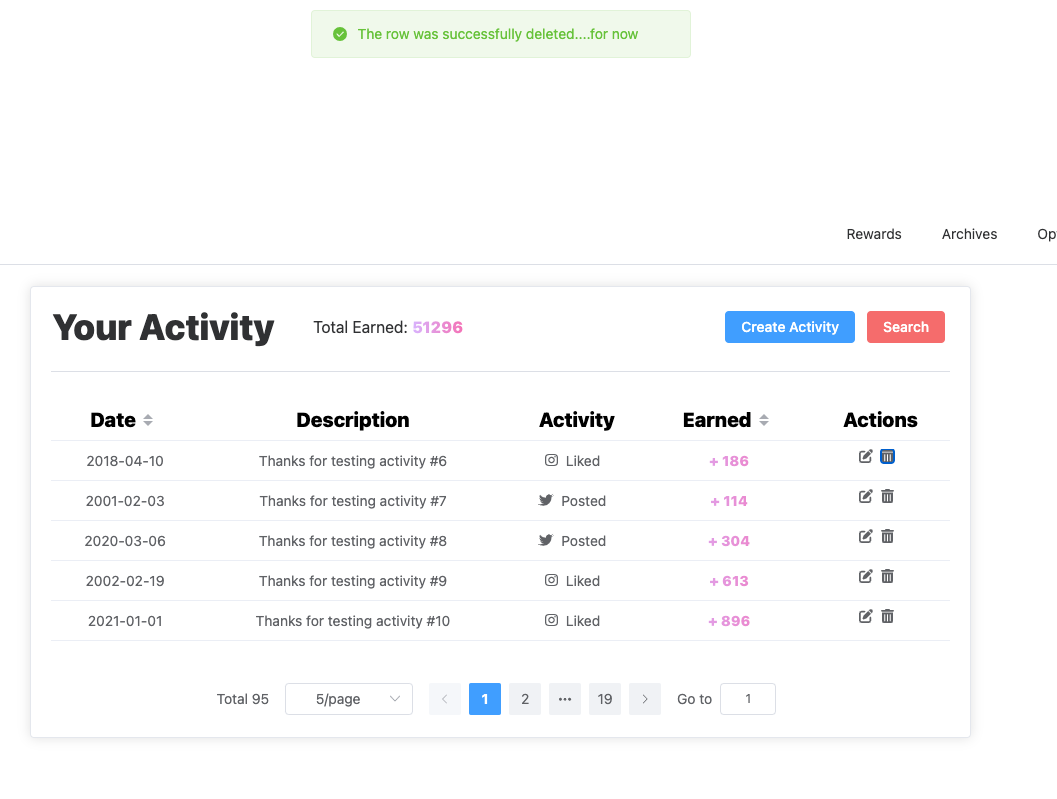 The row was successfully deleted....for now
Rewards Archives Op
Your Activity Total Earned: 51296 Create Activity Search
Date Description Activity Earned Actions
2018-04-10 Thanks for testing activity #6 Liked + 186
2001-02-03 Thanks for testing activity #7 Posted + 114
2020-03-06 Thanks for testing activity #8 Posted + 304
2002-02-19 Thanks for testing activity #9 Liked + 613
2021-01-01 Thanks for testing activity #10 Liked + 896
Total 95 5/page 1 2 ••• 19 Go to 1